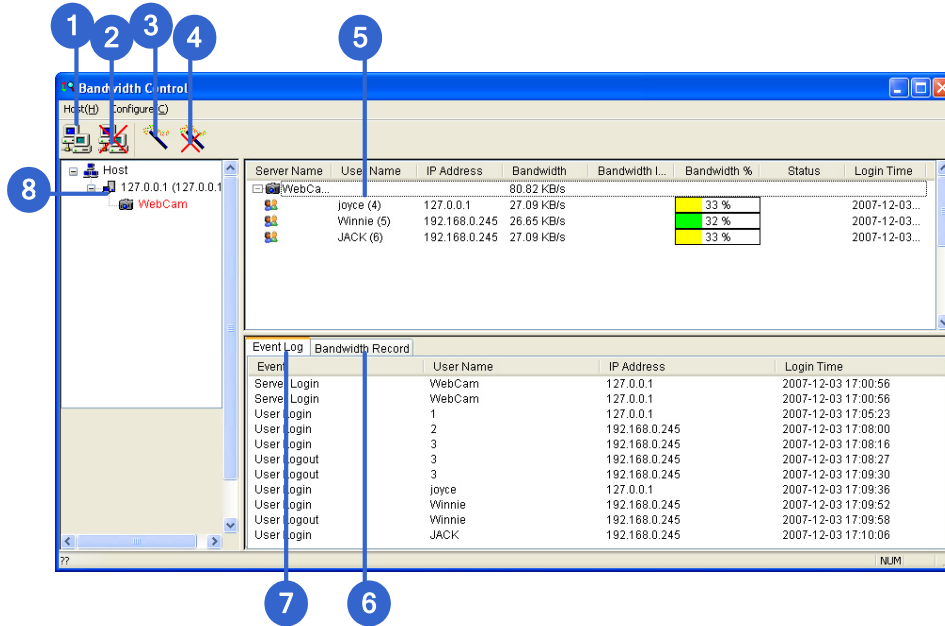 1 2 3 4 5
Bandwidth Control
Host(H) Configure(C)
8
Host
127.0.0.1 (127.0.0.1
WebCam
Server Name User Name IP Address Bandwidth Bandwidth l... Bandwidth % Status Login Time
WebCa... 80.82 KB/s
joyce (4) 127.0.0.1 27.09 KB/s 33 % 2007-12-03...
Winnie (5) 192.168.0.245 26.65 KB/s 32 % 2007-12-03...
JACK (6) 192.168.0.245 27.09 KB/s 33 % 2007-12-03...
Event Log Bandwidth Record
Event User Name IP Address Login Time
Server Login WebCam 127.0.0.1 2007-12-03 17:00:56
Server Login WebCam 127.0.0.1 2007-12-03 17:00:56
User Login 1 127.0.0.1 2007-12-03 17:05:23
User Login 2 192.168.0.245 2007-12-03 17:08:00
User Login 3 192.168.0.245 2007-12-03 17:08:16
User Logout 3 192.168.0.245 2007-12-03 17:08:27
User Logout 3 192.168.0.245 2007-12-03 17:09:30
User Login joyce 127.0.0.1 2007-12-03 17:09:36
User Login Winnie 192.168.0.245 2007-12-03 17:09:52
User Logout Winnie 192.168.0.245 2007-12-03 17:09:58
User Login JACK 192.168.0.245 2007-12-03 17:10:06
?? NUM
7 6